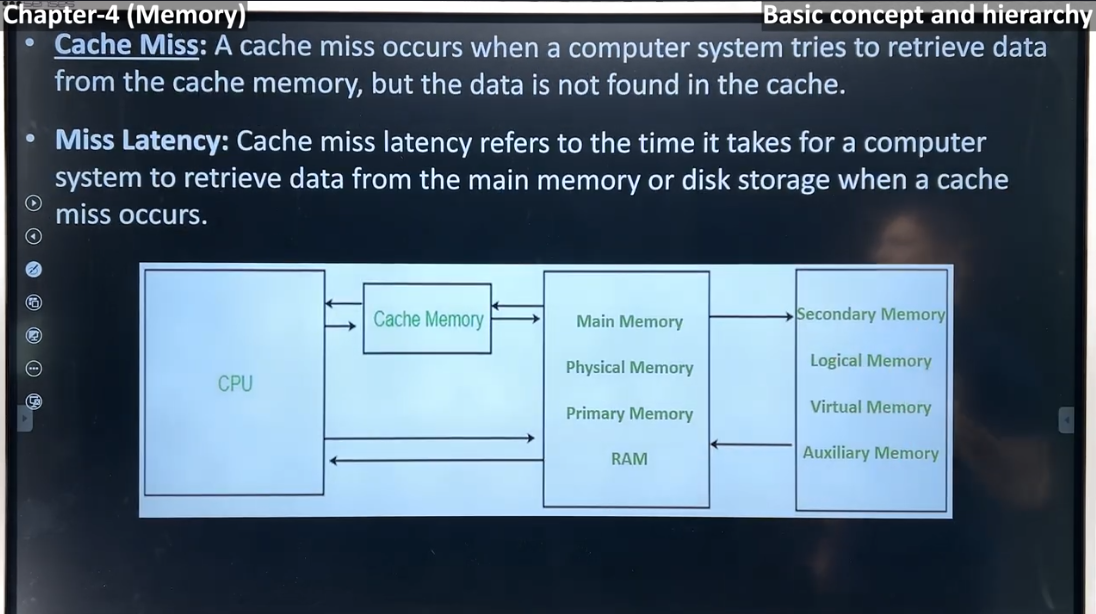 Chapter-4 (Memory)
Basic concept and hierarchy
• Cache Miss: A cache miss occurs when a computer system tries to retrieve data
from the cache memory, but the data is not found in the cache.
• Miss Latency: Cache miss latency refers to the time it takes for a computer
system to retrieve data from the main memory or disk storage when a cache
miss occurs.
CPU
Cache Memory
Main Memory
Physical Memory
Primary Memory
RAM
Secondary Memory
Logical Memory
Virtual Memory
Auxiliary Memory